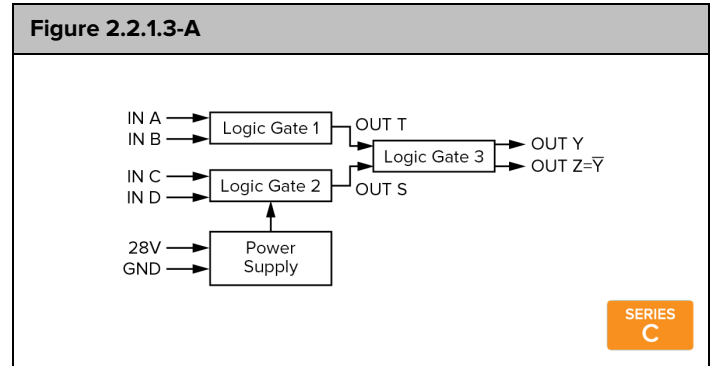 Figure 2.2.1.3-A
IN A
IN B
Logic Gate 1
OUT T
Logic Gate 3
OUT Y
OUT Z=Y̅
IN C
IN D
Logic Gate 2
OUT S
28V
GND
Power
Supply
SERIES
C